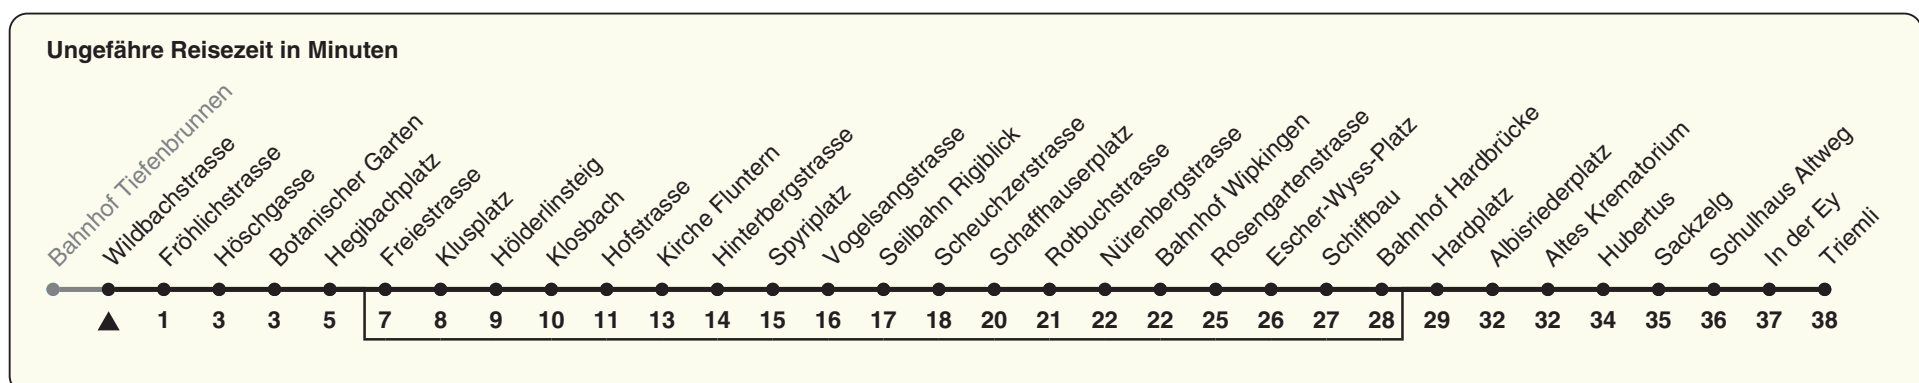 Ungefähre Reisezeit in Minuten
Bahnhof Tiefenbrunnen
Wildbachstrasse
Fröhlichstrasse
Höschgasse
Botanischer Garten
Hegibachplatz
Freiestrasse
Klusplatz
Hölderlinsteig
Klosbach
Hofstrasse
Kirche Fluntern
Hinterbergstrasse
Spyriplatz
Vogelsangstrasse
Seilbahn Rigiblick
Scheuchzerstrasse
Schaffhauserplatz
Rotbuchstrasse
Nürenbergstrasse
Bahnhof Wipkingen
Rosengartenstrasse
Escher-Wyss-Platz
Schiffbau
Bahnhof Hardbrücke
Hardplatz
Albisriederplatz
Altes Krematorium
Hubertus
Sackzelg
Schulhaus Altweg
In der Ey
Triemli
1 3 3 5 7 8 9 10 11 13 14 15 16 17 18 20 21 22 22 25 26 27 28 29 32 32 34 35 36 37 38